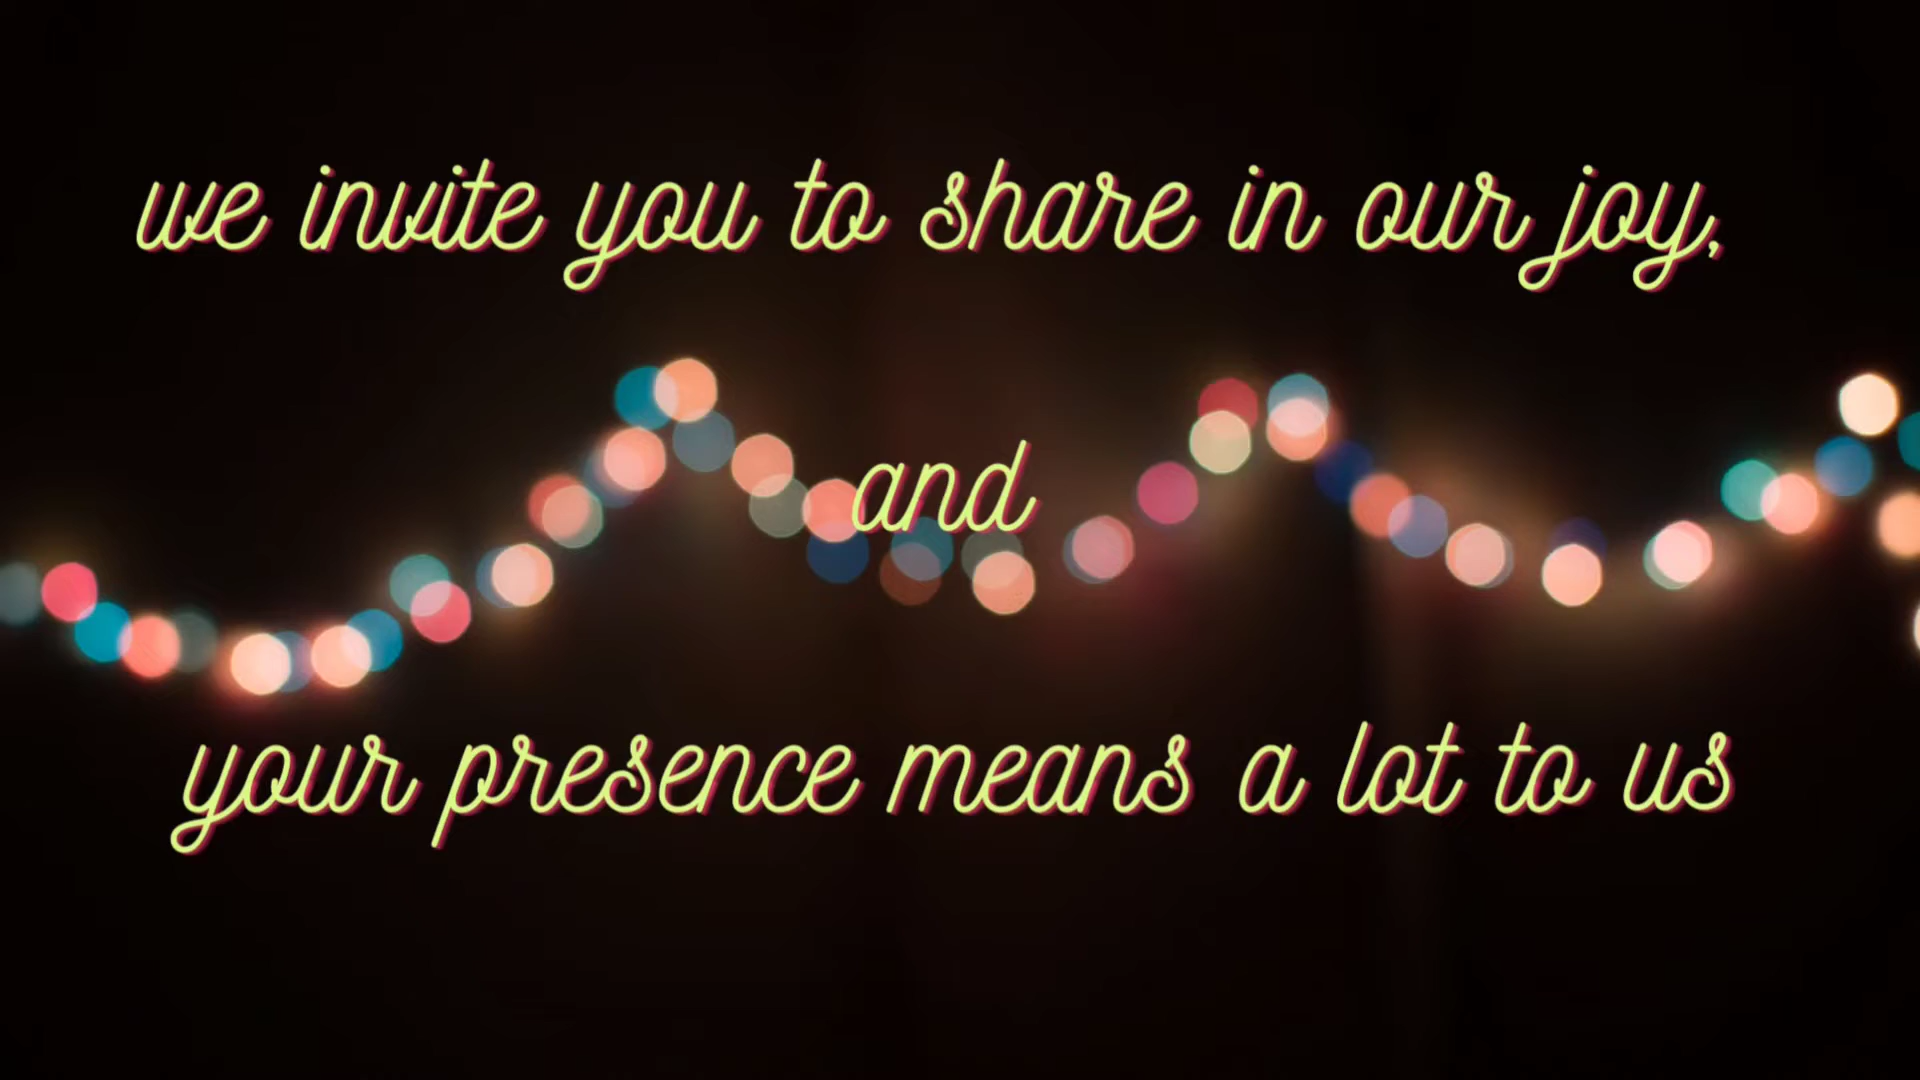 we invite you to share in our joy,
and
your presence means a lot to us